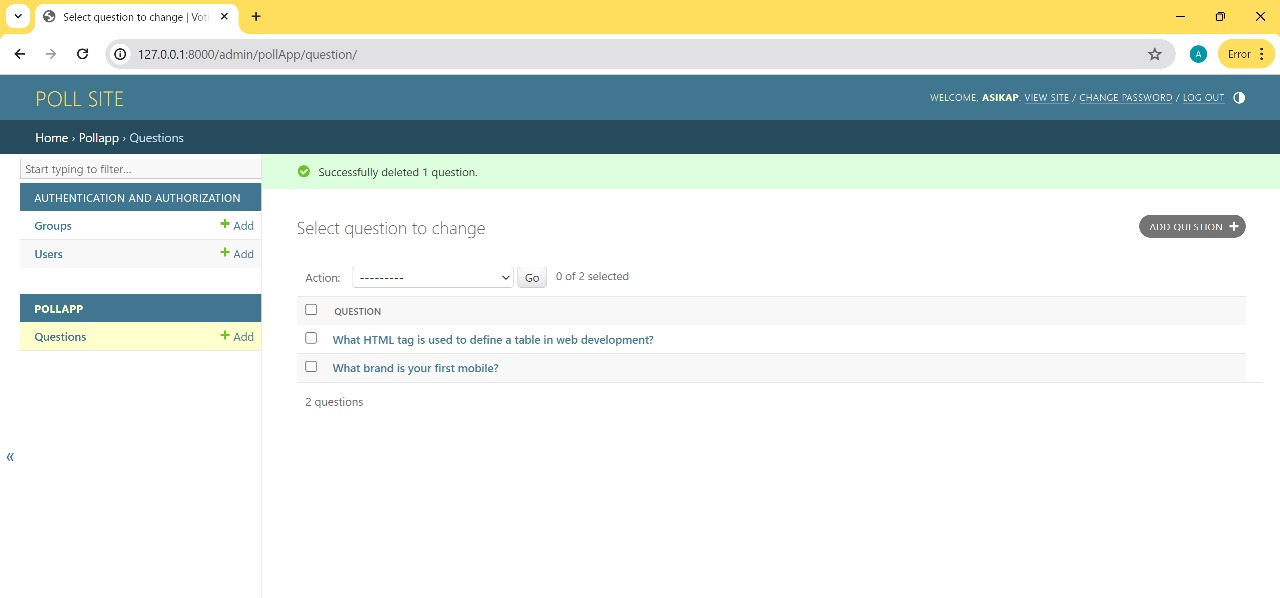 Select question to change | Voti
127.0.0.1:8000/admin/pollApp/question/
A
Error
POLL SITE
WELCOME, ASIKAP. VIEW SITE / CHANGE PASSWORD / LOG OUT
Home › Pollapp › Questions
Start typing to filter...
AUTHENTICATION AND AUTHORIZATION
Groups + Add
Users + Add
POLLAPP
Questions + Add
«
Successfully deleted 1 question.
Select question to change
ADD QUESTION +
Action: --------- Go 0 of 2 selected
QUESTION
What HTML tag is used to define a table in web development?
What brand is your first mobile?
2 questions